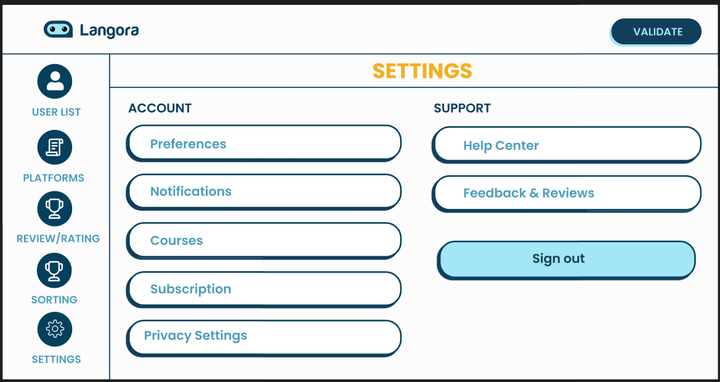 Langora
VALIDATE
SETTINGS
USER LIST
PLATFORMS
REVIEW/RATING
SORTING
SETTINGS
ACCOUNT
Preferences
Notifications
Courses
Subscription
Privacy Settings
SUPPORT
Help Center
Feedback & Reviews
Sign out